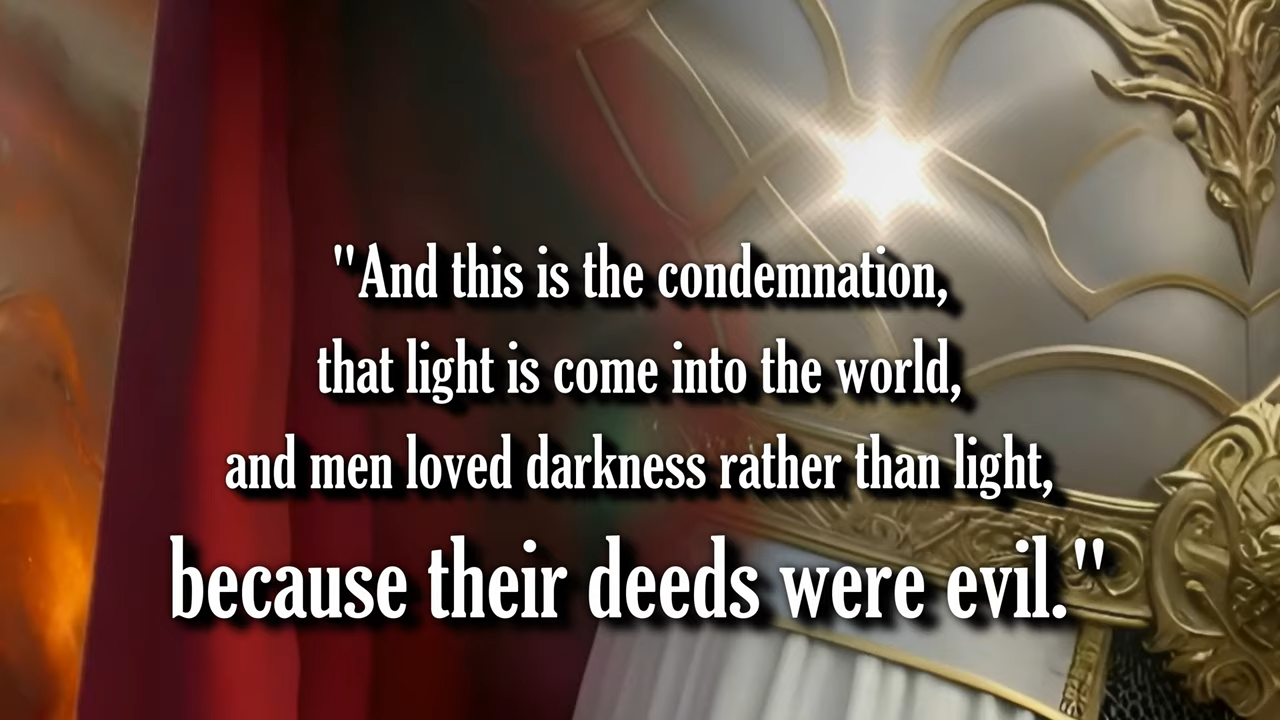 "And this is the condemnation,
that light is come into the world,
and men loved darkness rather than light,
because their deeds were evil."